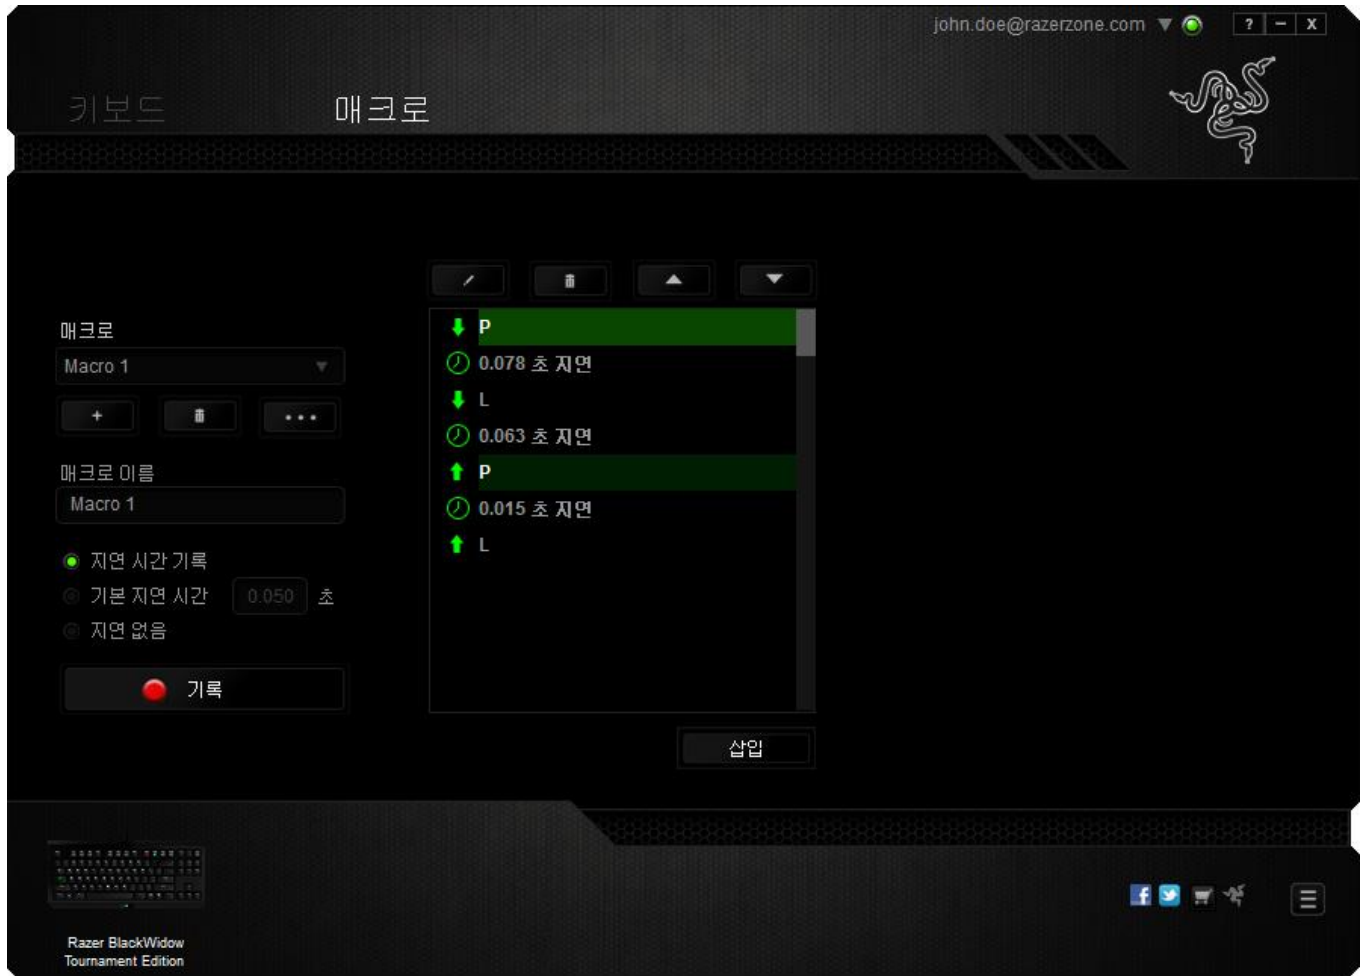 john.doe@razerzone.com
키보드 매크로
매크로
Macro 1
매크로 이름
Macro 1
지연 시간 기록
기본 지연 시간 0.050 초
지연 없음
기록
P
0.078 초 지연
L
0.063 초 지연
P
0.015 초 지연
L
삽입
Razer BlackWidow
Tournament Edition